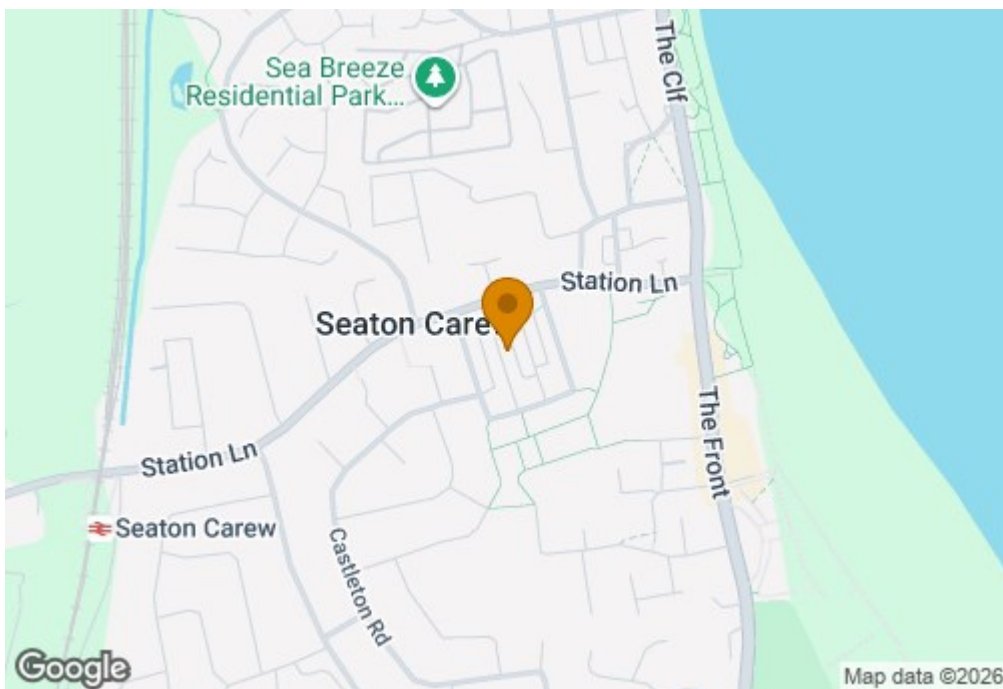 The Clf
Sea Breeze
Residential Park...
Station Ln
Seaton Care
Station Ln
The Front
Seaton Carew
Castleton Rd
Google
Map data ©2026